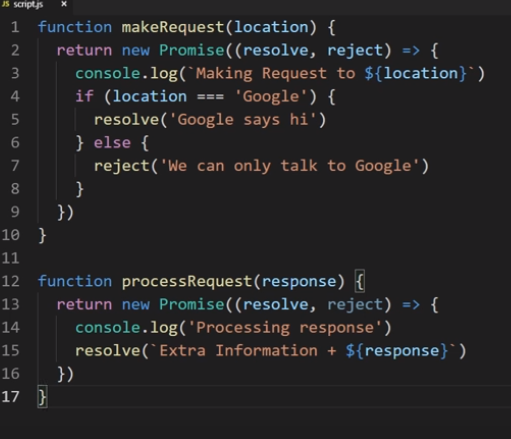 JS script.js ×
1 function makeRequest(location) {
2   return new Promise((resolve, reject) => {
3     console.log(`Making Request to ${location}`)
4     if (location === 'Google') {
5       resolve('Google says hi')
6     } else {
7       reject('We can only talk to Google')
8     }
9   })
10 }
11
12 function processRequest(response) {
13   return new Promise((resolve, reject) => {
14     console.log('Processing response')
15     resolve(`Extra Information + ${response}`)
16   })
17 }